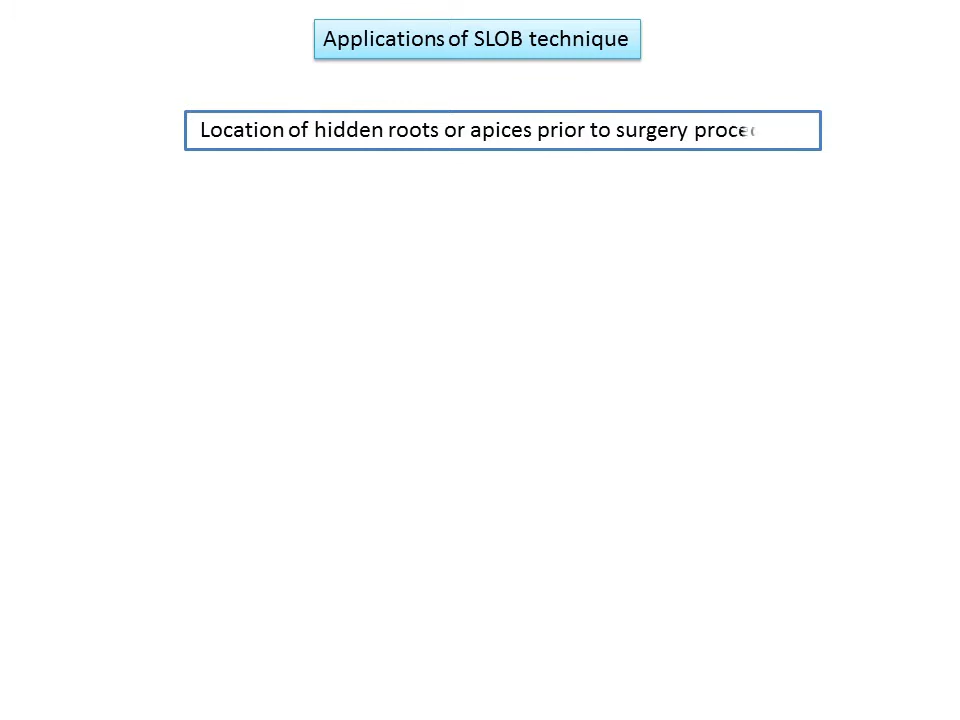 Applications of SLOB technique
Location of hidden roots or apices prior to surgery